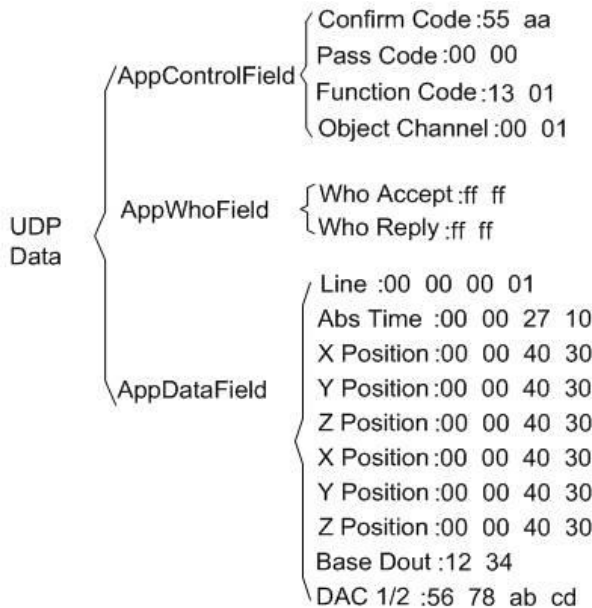 UDP
Data
AppControlField
Confirm Code :55 aa
Pass Code :00 00
Function Code :13 01
Object Channel :00 01
AppWhoField
Who Accept :ff ff
Who Reply :ff ff
AppDataField
Line :00 00 00 01
Abs Time :00 00 27 10
X Position :00 00 40 30
Y Position :00 00 40 30
Z Position :00 00 40 30
X Position :00 00 40 30
Y Position :00 00 40 30
Z Position :00 00 40 30
Base Dout :12 34
DAC 1/2 :56 78 ab cd